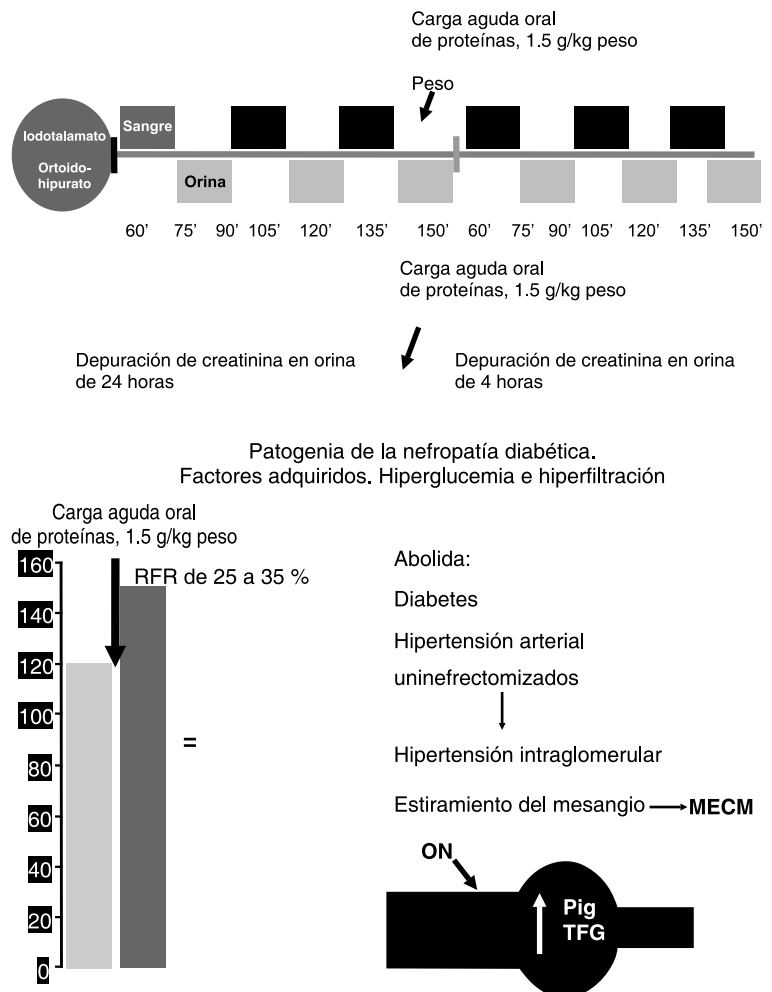 Carga aguda oral
de proteínas, 1.5 g/kg peso
Peso
Iodotalamato
Ortoido-
hipurato
Sangre
Orina
60' 75' 90' 105' 120' 135' 150' 60' 75' 90' 105' 120' 135' 150'
Carga aguda oral
de proteínas, 1.5 g/kg peso
Depuración de creatinina en orina
de 24 horas
Depuración de creatinina en orina
de 4 horas
Patogenia de la nefropatía diabética.
Factores adquiridos. Hiperglucemia e hiperfiltración
Carga aguda oral
de proteínas, 1.5 g/kg peso
RFR de 25 a 35 %
160
140
120
100
80
60
40
20
0
=
Abolida:
Diabetes
Hipertensión arterial
uninefrectomizados
Hipertensión intraglomerular
Estiramiento del mesangio MECM
ON
Pig
TFG